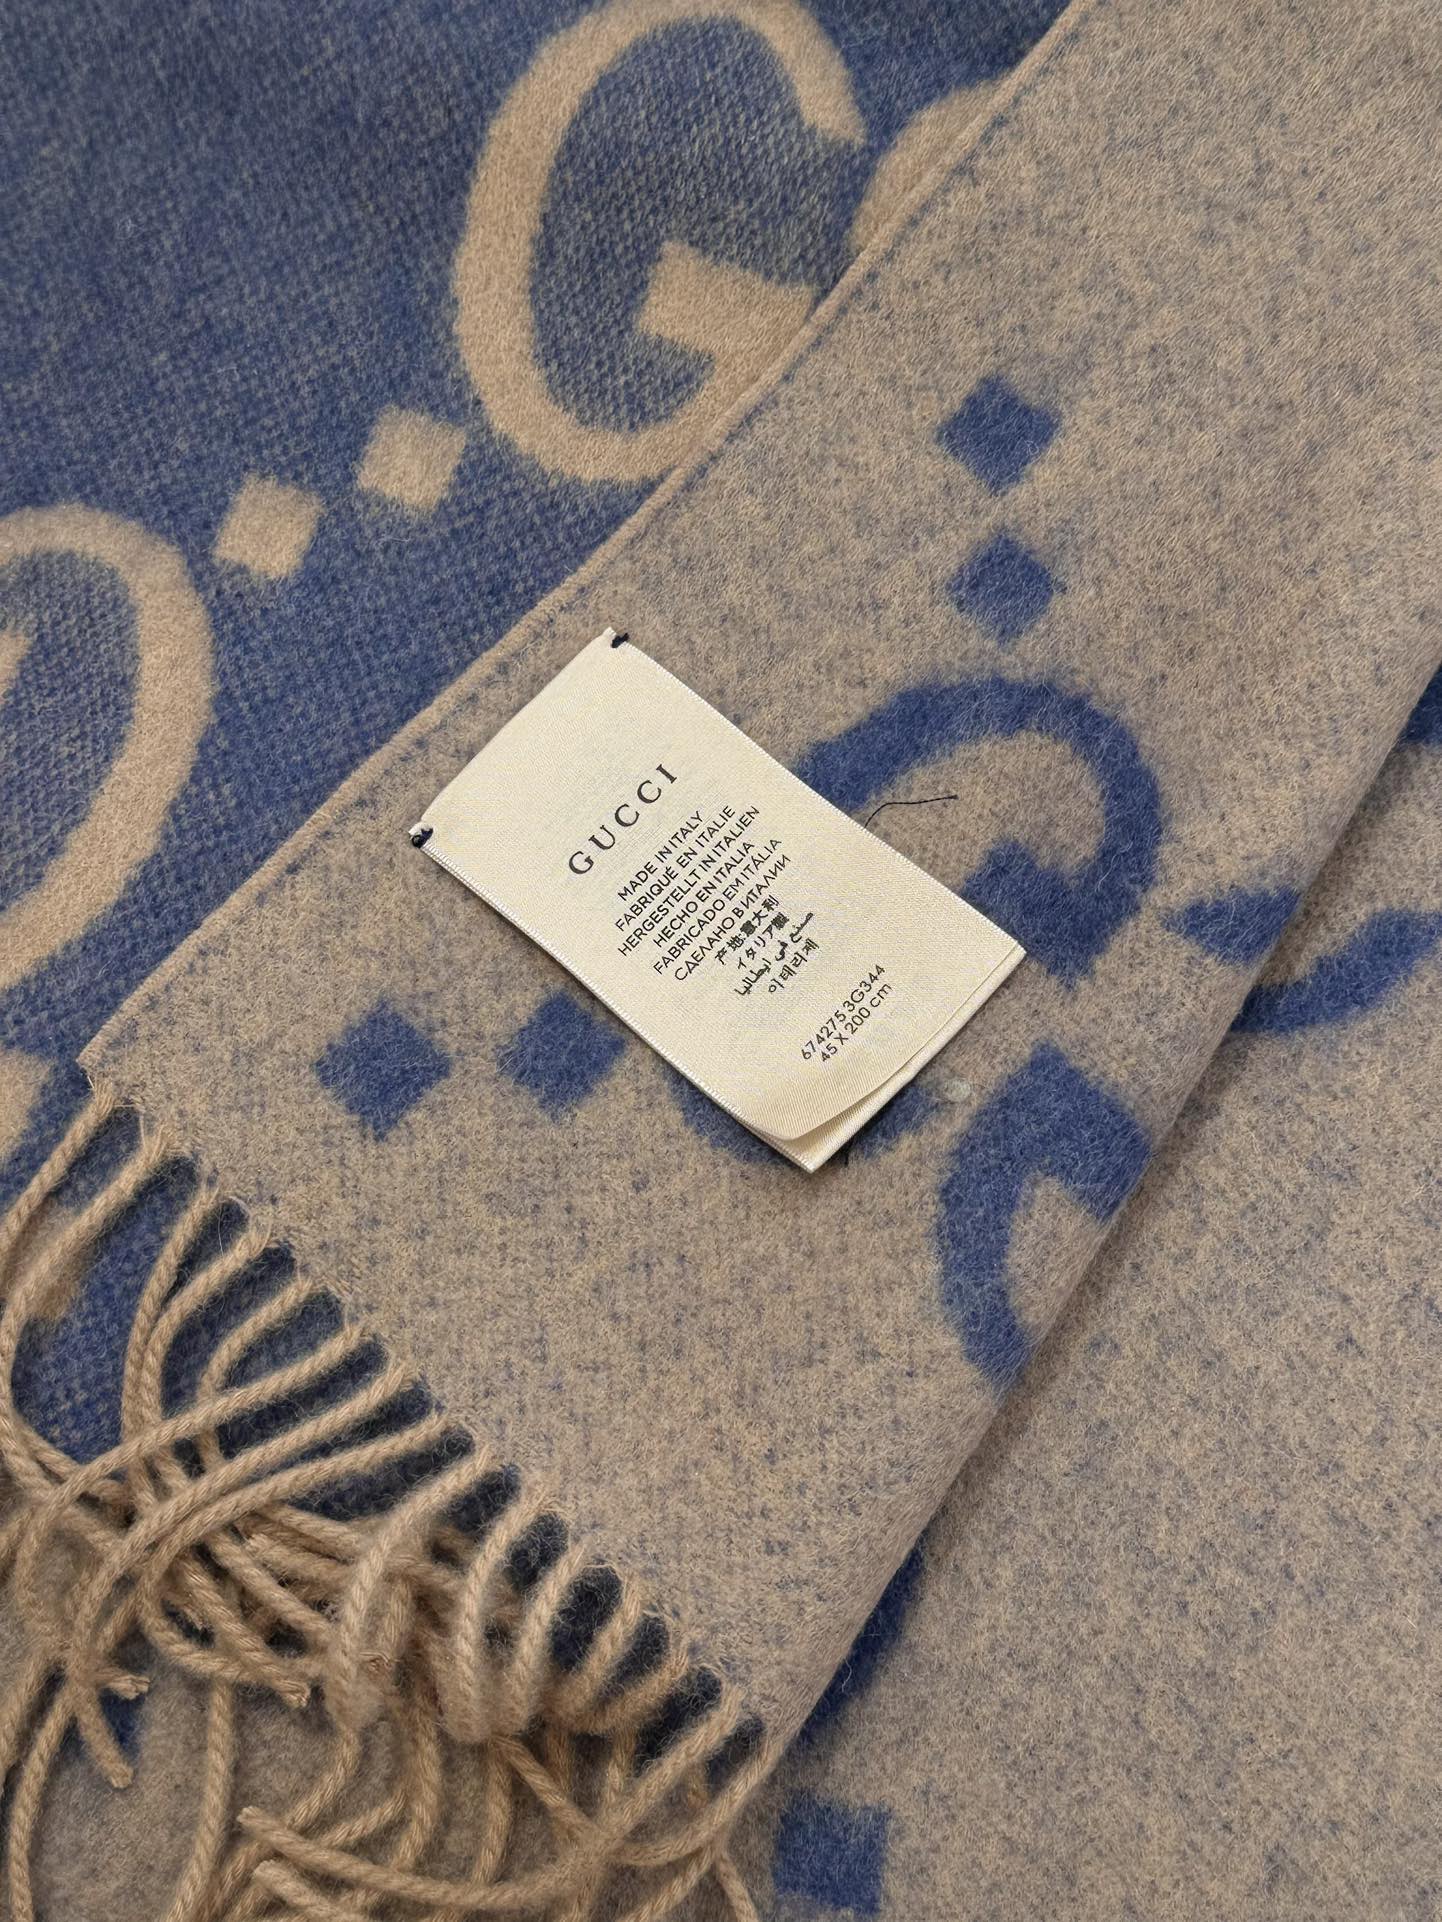 GUCCI
MADE IN ITALY
FABRIQUÉ EN ITALIE
HERGESTELLT IN ITALIEN
HECHO EN ITALIA
FABRICADO EM ITÁLIA
СДЕЛАНО В ИТАЛИИ
产地:意大利
イタリア製
صنع في ايطاليا
이테리제
674275 3G344
45 X 200 cm